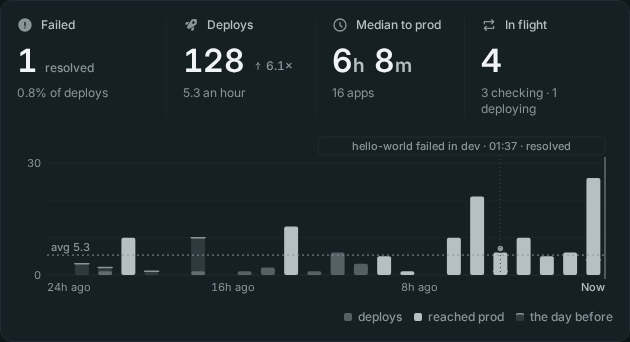 Failed
Deploys
Median to prod
In flight
1 resolved
128 ↑ 6.1×
6h 8m
4
0.8% of deploys
5.3 an hour
16 apps
3 checking · 1
deploying
hello-world failed in dev · 01:37 · resolved
30
avg 5.3
0
24h ago
16h ago
8h ago
Now
deploys
reached prod
the day before